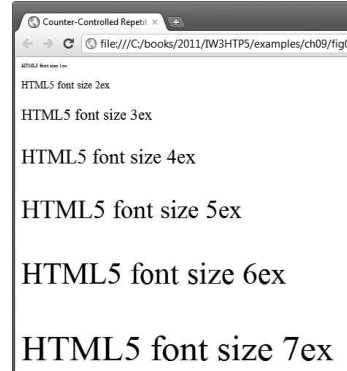 Counter-Controlled Repetit
file:///C:/books/2011/IW3HTP5/examples/ch09/fig0
HTML5 font size 1ex
HTML5 font size 2ex
HTML5 font size 3ex
HTML5 font size 4ex
HTML5 font size 5ex
HTML5 font size 6ex
HTML5 font size 7ex